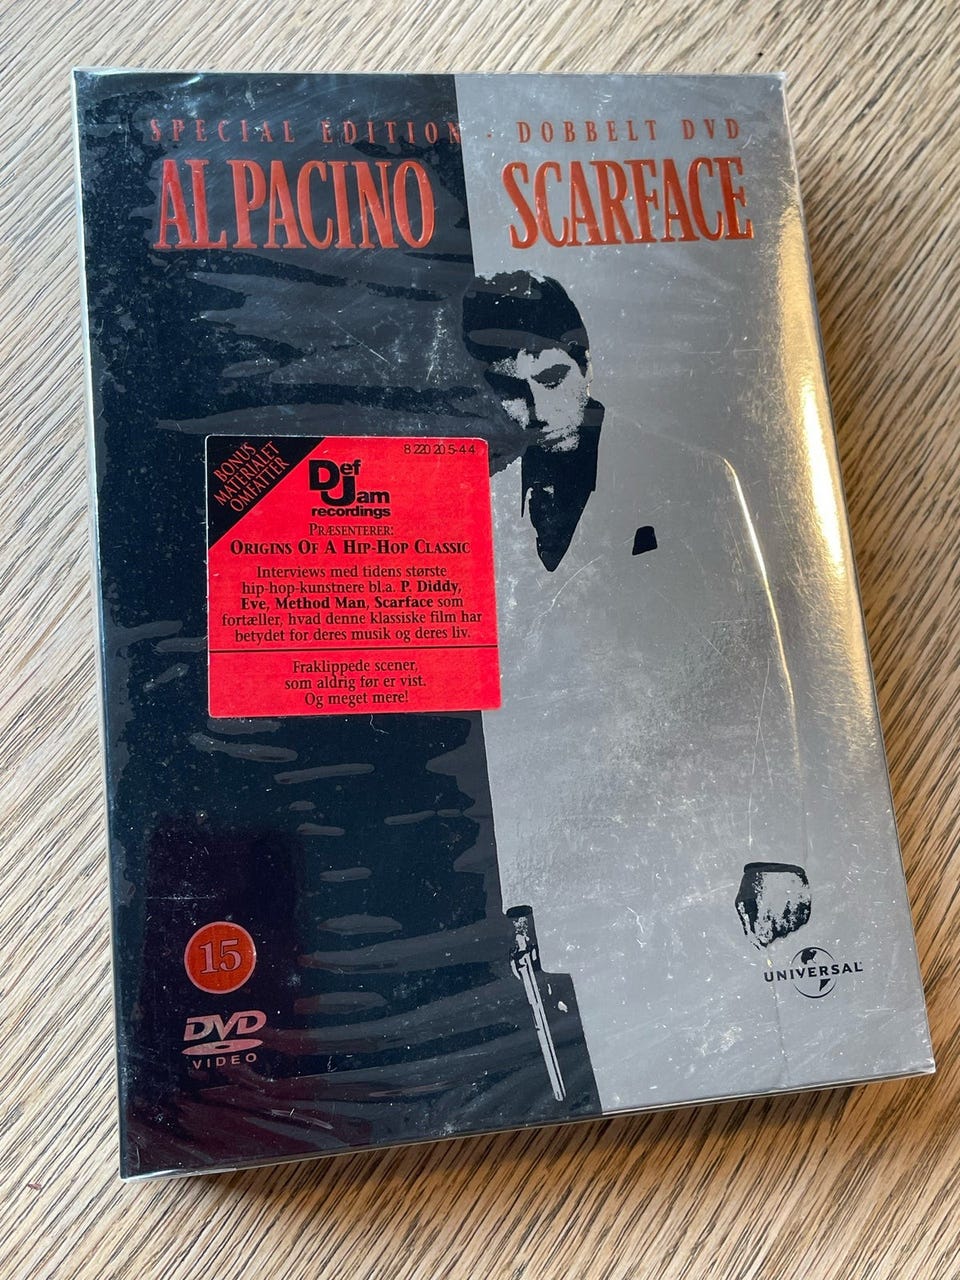 SPECIAL EDITION · DOBBELT DVD
AL PACINO SCARFACE
8 220 20 5-4 4
BONUS
MATERIALET
OMFATTER
Def
Jam
recordings
PRÆSENTERER:
ORIGINS OF A HIP-HOP CLASSIC
Interviews med tidens største
hip-hop-kunstnere bl.a. P. Diddy,
Eve, Method Man, Scarface som
fortæller, hvad denne klassiske film har
betydet for deres musik og deres liv.
Fraklippede scener,
som aldrig før er vist.
Og meget mere!
15
UNIVERSAL
DVD
VIDEO